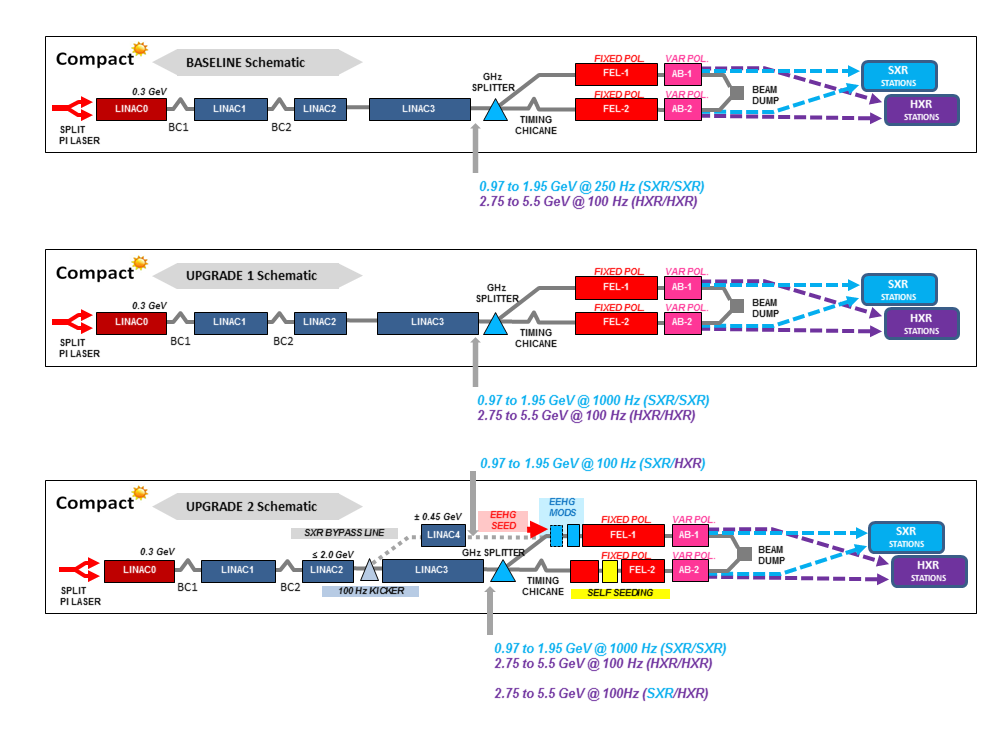 Compact
BASELINE Schematic
FIXED POL.
VAR POL.
GHz
SPLITTER
FEL-1
AB-1
SXR
STATIONS
0.3 GeV
BEAM
DUMP
LINAC0
LINAC1
LINAC2
LINAC3
FIXED POL.
VAR POL.
FEL-2
AB-2
HXR
STATIONS
SPLIT
PI LASER
BC1
BC2
TIMING
CHICANE
0.97 to 1.95 GeV @ 250 Hz (SXR/SXR)
2.75 to 5.5 GeV @ 100 Hz (HXR/HXR)
Compact
UPGRADE 1 Schematic
FIXED POL.
VAR POL.
GHz
SPLITTER
FEL-1
AB-1
SXR
STATIONS
0.3 GeV
BEAM
DUMP
LINAC0
LINAC1
LINAC2
LINAC3
FIXED POL.
VAR POL.
FEL-2
AB-2
HXR
STATIONS
SPLIT
PI LASER
BC1
BC2
TIMING
CHICANE
0.97 to 1.95 GeV @ 1000 Hz (SXR/SXR)
2.75 to 5.5 GeV @ 100 Hz (HXR/HXR)
0.97 to 1.95 GeV @ 100 Hz (SXR/HXR)
Compact
UPGRADE 2 Schematic
± 0.45 GeV
EEHG
SEED
EEHG
MODS
FIXED POL.
VAR POL.
SXR BYPASS LINE
LINAC4
FEL-1
AB-1
SXR
STATIONS
0.3 GeV
≤ 2.0 GeV
GHz SPLITTER
FIXED POL.
VAR POL.
BEAM
DUMP
LINAC0
LINAC1
LINAC2
LINAC3
FEL-2
AB-2
HXR
STATIONS
SPLIT
PI LASER
BC1
BC2
100 Hz KICKER
TIMING
CHICANE
SELF SEEDING
0.97 to 1.95 GeV @ 1000 Hz (SXR/SXR)
2.75 to 5.5 GeV @ 100 Hz (HXR/HXR)
2.75 to 5.5 GeV @ 100Hz (SXR/HXR)